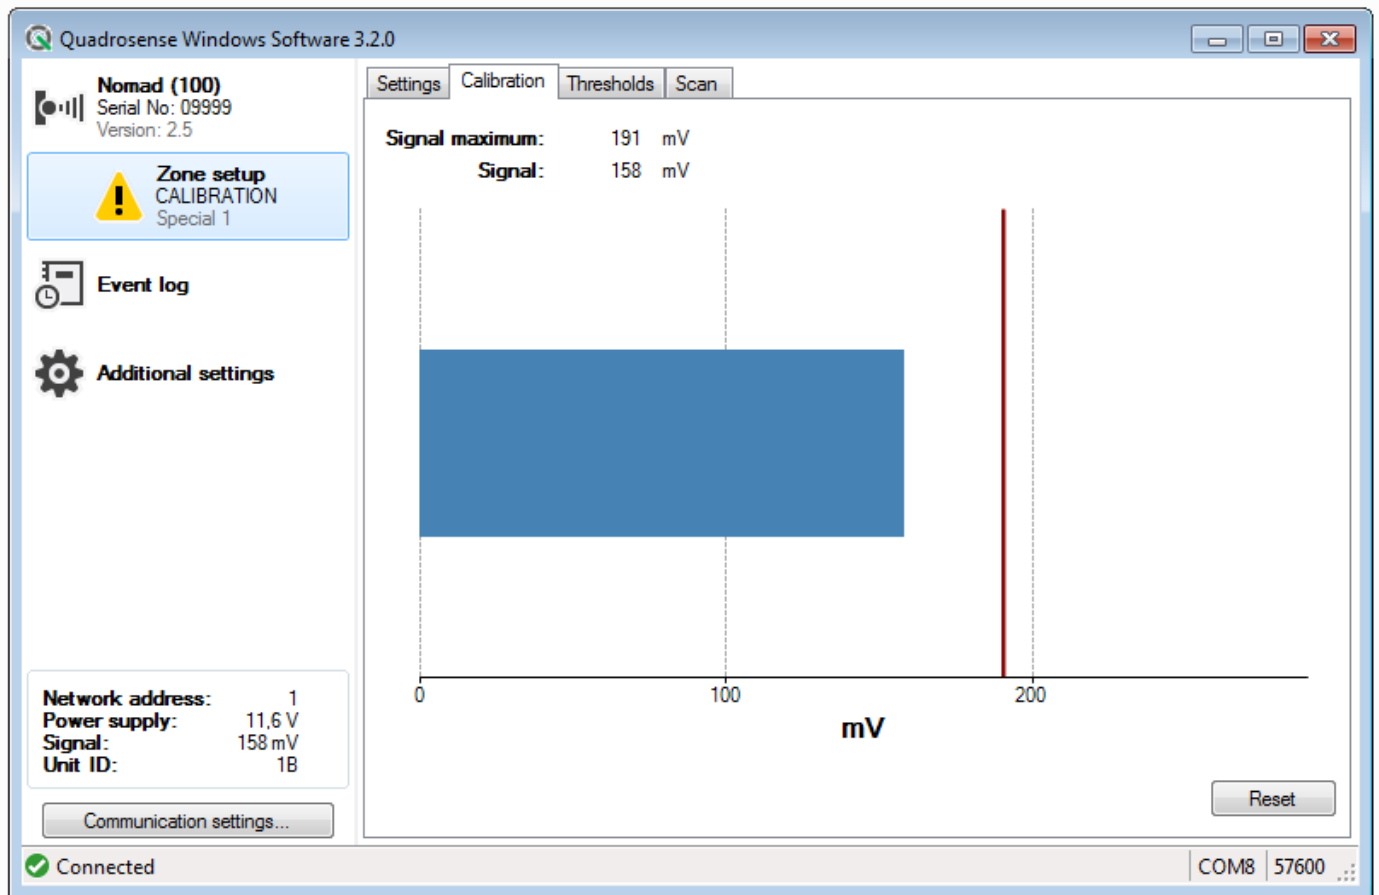 Quadrosense Windows Software 3.2.0
Nomad (100)
Serial No: 09999
Version: 2.5
Zone setup
CALIBRATION
Special 1
Event log
Additional settings
Network address: 1
Power supply: 11,6 V
Signal: 158 mV
Unit ID: 1B
Communication settings...
Settings Calibration Thresholds Scan
Signal maximum: 191 mV
Signal: 158 mV
0 100 200
mV
Reset
Connected COM8 57600